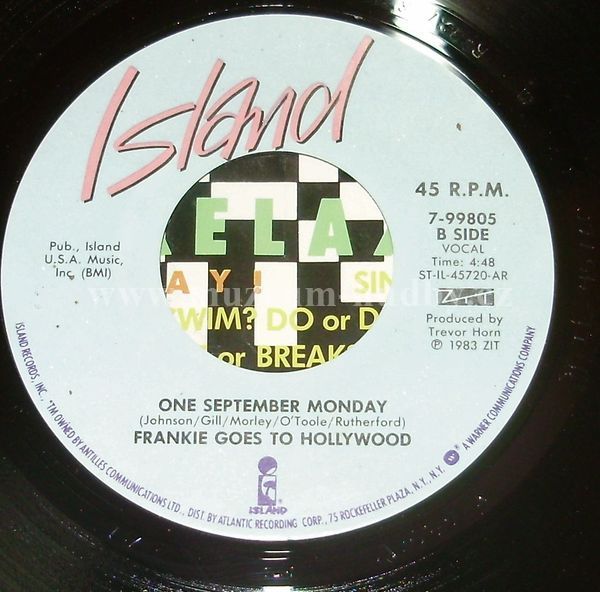 Island
45 R.P.M.
7-99805
B SIDE
VOCAL
Time: 4:48
ST-IL-45720-AR
Pub., Island
U.S.A. Music,
Inc. (BMI)
Produced by
Trevor Horn
℗ 1983 ZIT
RELAX
AY!
SIN
WIM? DO or D
or BREAK
ONE SEPTEMBER MONDAY
(Johnson/Gill/Morley/O'Toole/Rutherford)
FRANKIE GOES TO HOLLYWOOD
ISLAND
ISLAND RECORDS, INC., *TM OWNED BY ANTILLES COMMUNICATIONS LTD., DIST. BY ATLANTIC RECORDING CORP., 75 ROCKEFELLER PLAZA, N.Y., N.Y. A WARNER COMMUNICATIONS COMPANY